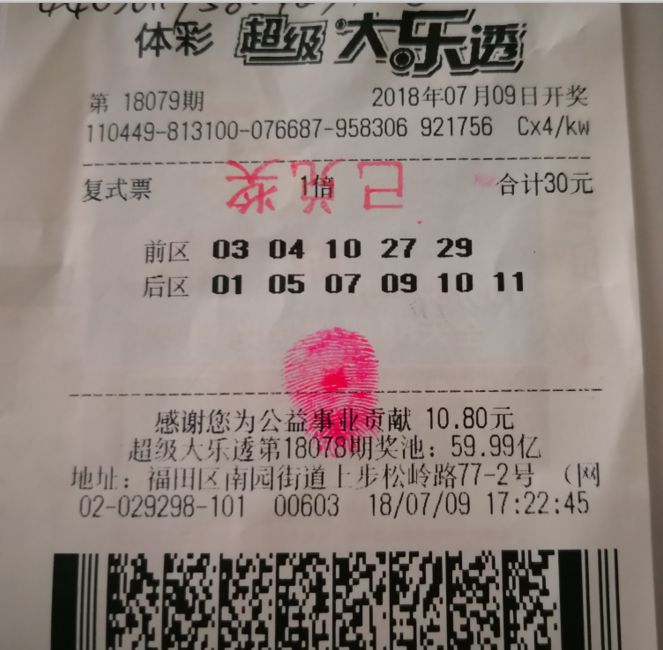 体彩 超级大乐透
第 18079期 2018年07月09日开奖
110449-813100-076687-958306 921756 Cx4/kw
复式票 1倍 合计30元
已兑奖
前区 03 04 10 27 29
后区 01 05 07 09 10 11
感谢您为公益事业贡献 10.80元
超级大乐透第18078期奖池：59.99亿
地址：福田区南园街道上步松岭路77-2号 （网
02-029298-101 00603 18/07/09 17:22:45